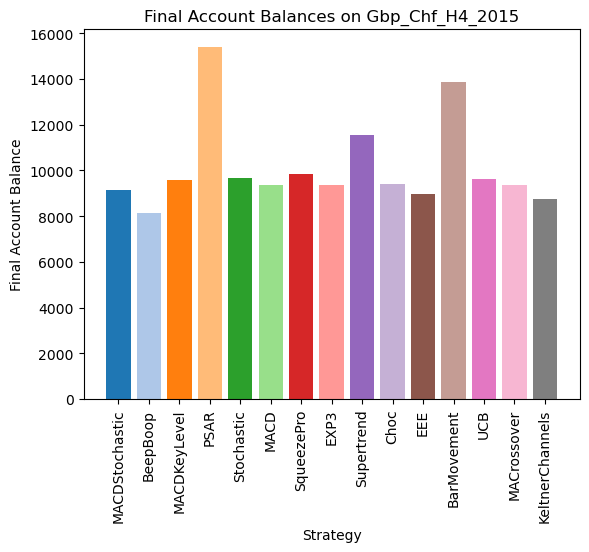 Final Account Balances on Gbp_Chf_H4_2015
Final Account Balance
16000
14000
12000
10000
8000
6000
4000
2000
0
MACDStochastic
BeepBoop
MACDKeyLevel
PSAR
Stochastic
MACD
SqueezePro
EXP3
Supertrend
Choc
EEE
BarMovement
UCB
MACrossover
KeltnerChannels
Strategy